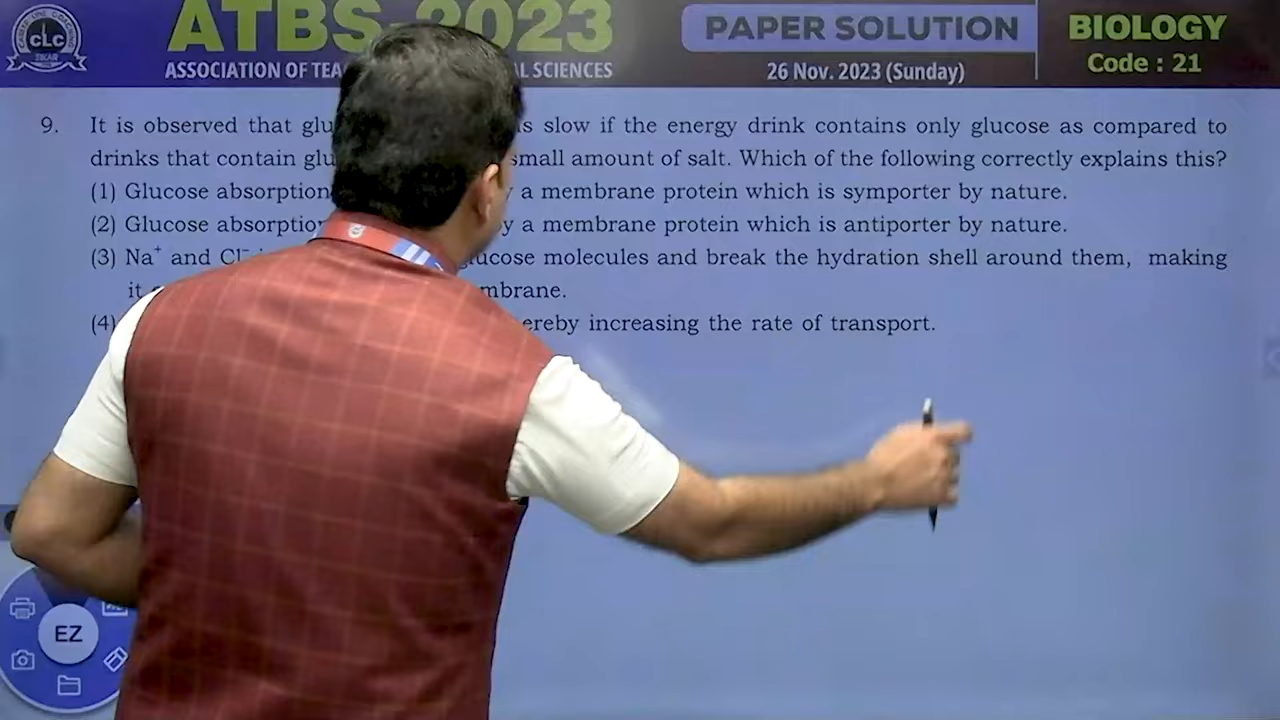 ATBS-2023
ASSOCIATION OF TEA L SCIENCES
PAPER SOLUTION
26 Nov. 2023 (Sunday)
BIOLOGY
Code : 21
CLC
SIKAR
9. It is observed that glu s slow if the energy drink contains only glucose as compared to
drinks that contain glu small amount of salt. Which of the following correctly explains this?
(1) Glucose absorption y a membrane protein which is symporter by nature.
(2) Glucose absorptio y a membrane protein which is antiporter by nature.
(3) Na⁺ and Cl⁻ glucose molecules and break the hydration shell around them, making
it mbrane.
(4) ereby increasing the rate of transport.
EZ